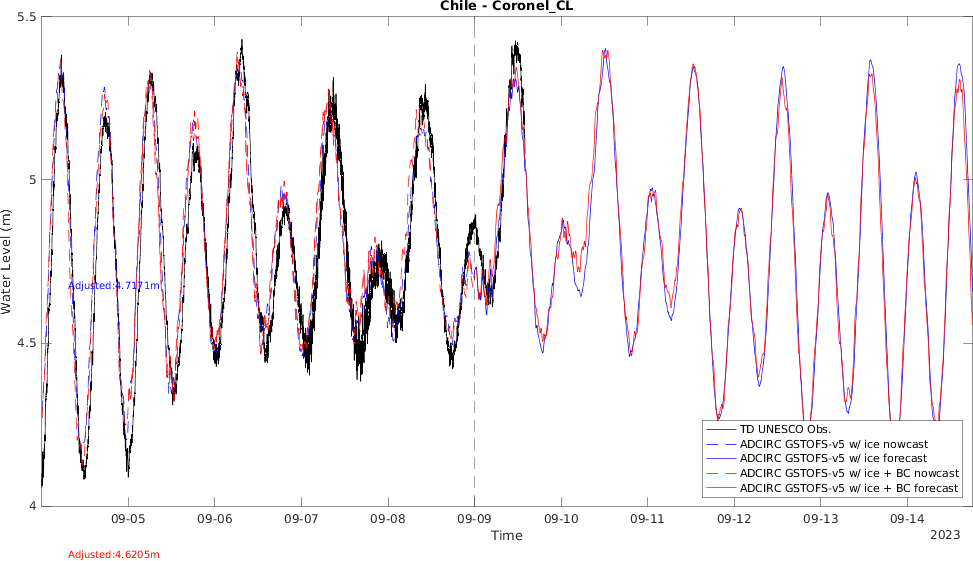 Chile - Coronel_CL
5.5
5
4.5
4
Water Level (m)
Adjusted:4.7171m
TD UNESCO Obs.
ADCIRC GSTOFS-v5 w/ ice nowcast
ADCIRC GSTOFS-v5 w/ ice forecast
ADCIRC GSTOFS-v5 w/ ice + BC nowcast
ADCIRC GSTOFS-v5 w/ ice + BC forecast
09-05 09-06 09-07 09-08 09-09 09-10 09-11 09-12 09-13 09-14
Time
2023
Adjusted:4.6205m